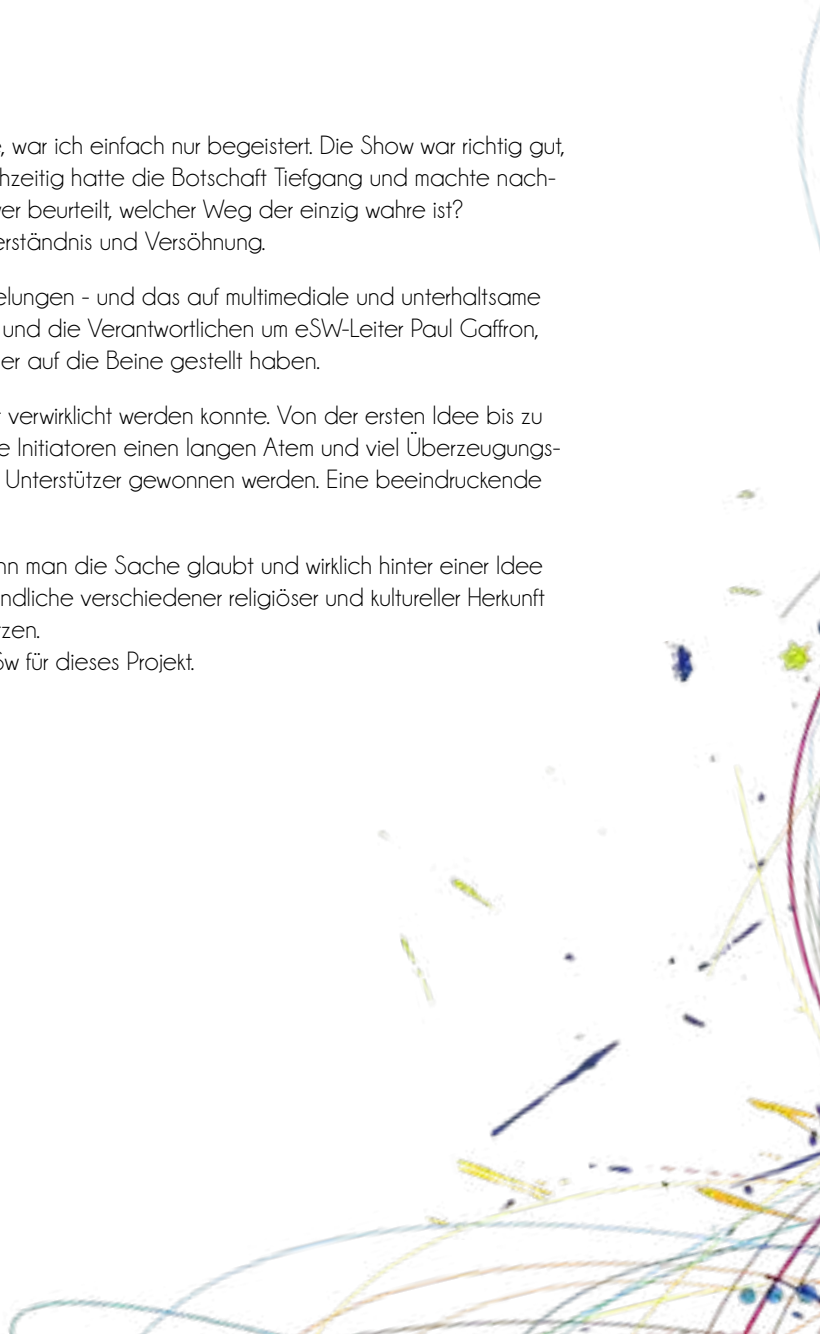 , war ich einfach nur begeistert. Die Show war richtig gut,
hzeitig hatte die Botschaft Tiefgang und machte nach-
er beurteilt, welcher Weg der einzig wahre ist?
erständnis und Versöhnung.
elungen - und das auf multimediale und unterhaltsame
und die Verantwortlichen um eSW-Leiter Paul Gaffron,
er auf die Beine gestellt haben.
verwirklicht werden konnte. Von der ersten Idee bis zu
e Initiatoren einen langen Atem und viel Überzeugungs-
Unterstützer gewonnen werden. Eine beeindruckende
nn man die Sache glaubt und wirklich hinter einer Idee
ndliche verschiedener religiöser und kultureller Herkunft
zen.
Sw für dieses Projekt.